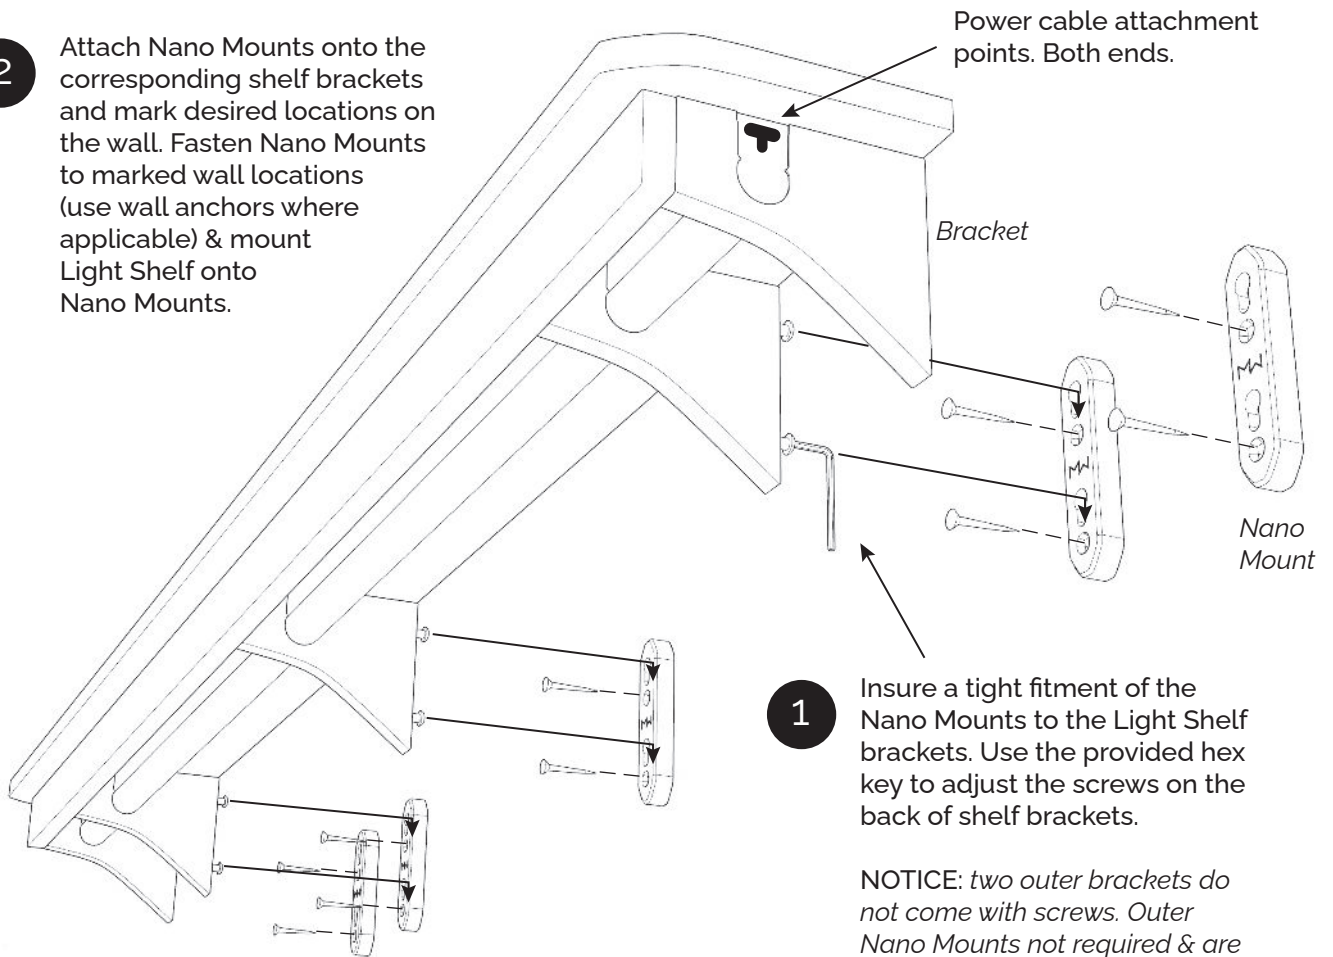 2
Attach Nano Mounts onto the
corresponding shelf brackets
and mark desired locations on
the wall. Fasten Nano Mounts
to marked wall locations
(use wall anchors where
applicable) & mount
Light Shelf onto
Nano Mounts.
Power cable attachment
points. Both ends.
Bracket
Nano
Mount
1
Insure a tight fitment of the
Nano Mounts to the Light Shelf
brackets. Use the provided hex
key to adjust the screws on the
back of shelf brackets.
NOTICE: two outer brackets do
not come with screws. Outer
Nano Mounts not required & are